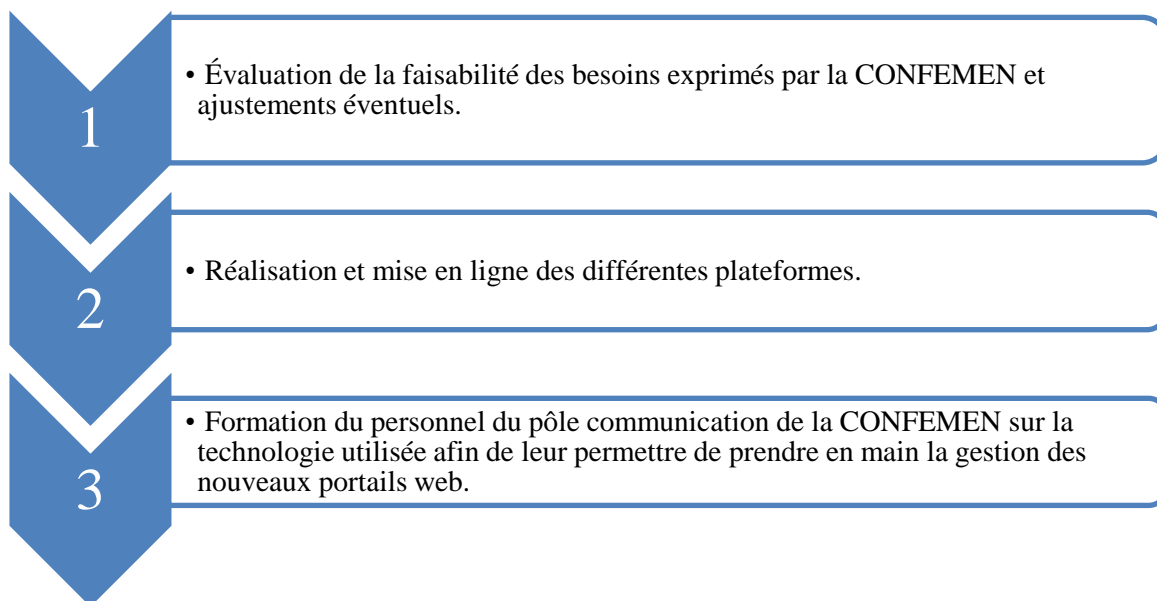 1
• Évaluation de la faisabilité des besoins exprimés par la CONFEMEN et
ajustements éventuels.
2
• Réalisation et mise en ligne des différentes plateformes.
3
• Formation du personnel du pôle communication de la CONFEMEN sur la
technologie utilisée afin de leur permettre de prendre en main la gestion des
nouveaux portails web.